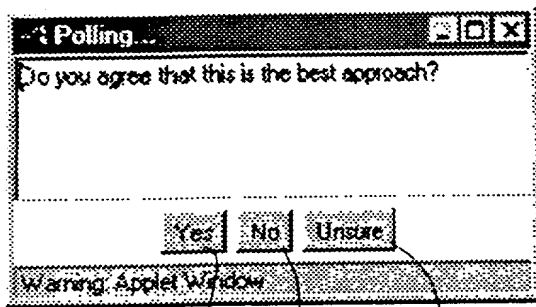 Polling...
Do you agree that this is the best approach?
Yes No Unsure
Warning: Applet Window